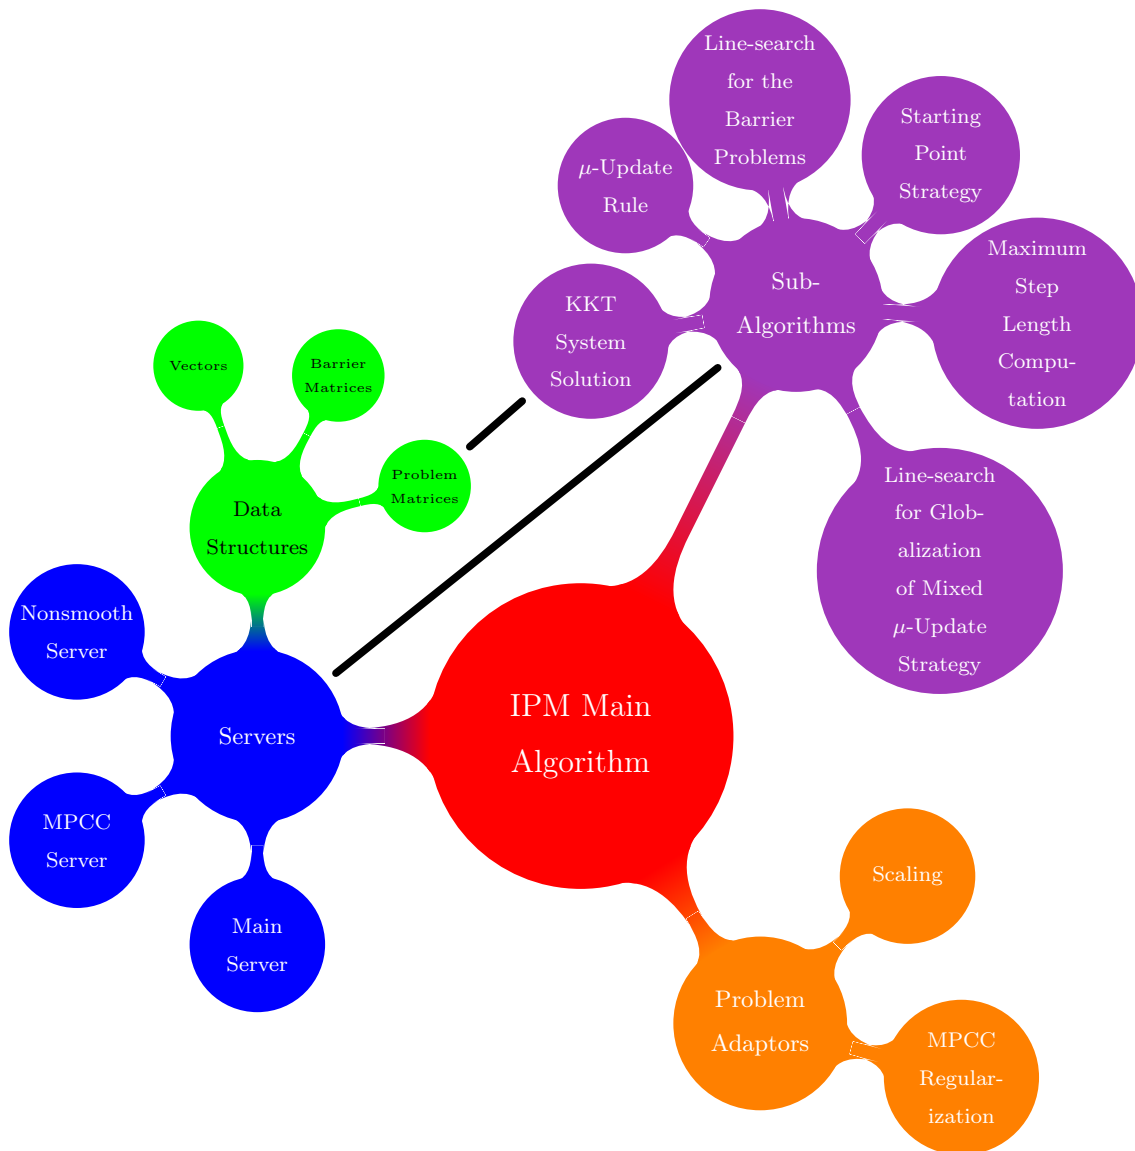 Line-search
for the
Barrier
Problems
Starting
Point
Strategy
μ-Update
Rule
Maximum
Step
Length
Compu-
tation
Sub-
Algorithms
KKT
System
Solution
Vectors
Barrier
Matrices
Problem
Matrices
Data
Structures
Line-search
for Glob-
alization
of Mixed
μ-Update
Strategy
Nonsmooth
Server
Servers
IPM Main
Algorithm
MPCC
Server
Main
Server
Scaling
Problem
Adaptors
MPCC
Regular-
ization